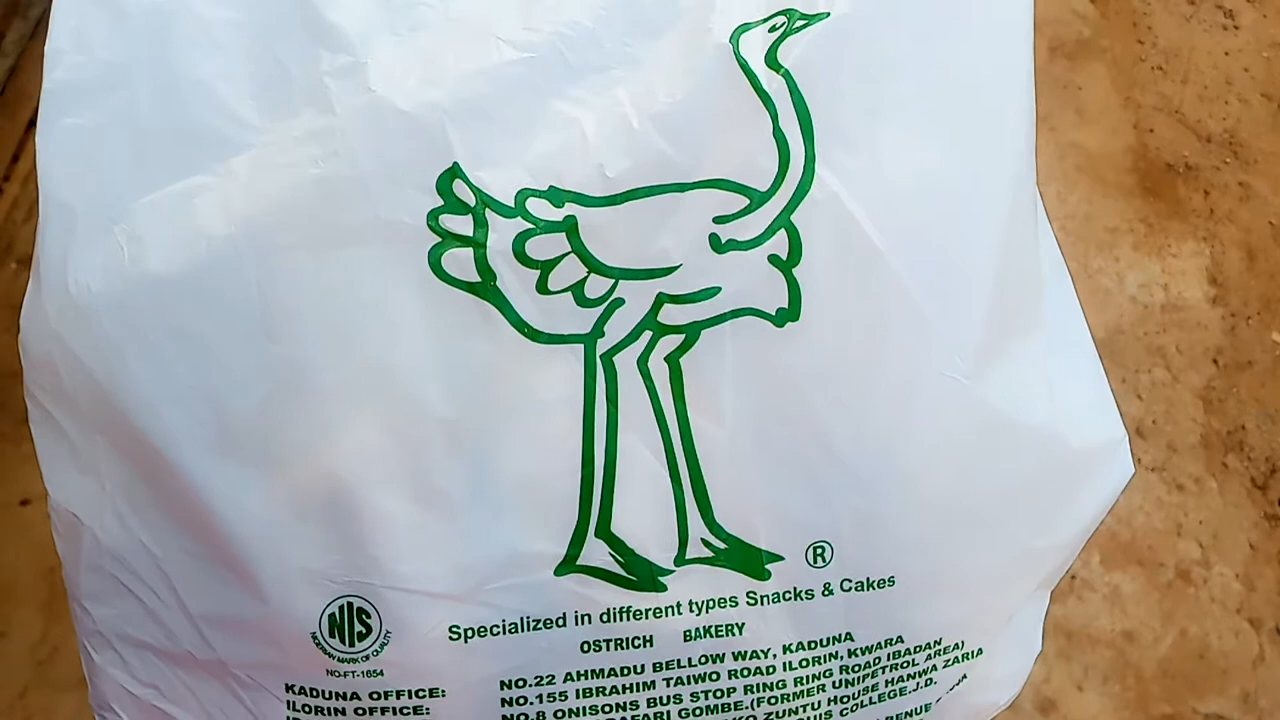 ®
Specialized in different types Snacks & Cakes
OSTRICH BAKERY
NIS
NIGERIAN MARK OF QUALITY
NO-FT-1654
KADUNA OFFICE: NO.22 AHMADU BELLOW WAY, KADUNA
ILORIN OFFICE: NO.155 IBRAHIM TAIWO ROAD ILORIN, KWARA
NO.8 ONISONS BUS STOP RING RING ROAD IBADAN
GOMBE.(FORMER UNIPETROL AREA)
ZUNTU HOUSE HANWA ZARIA
COLLEGE.J.D.